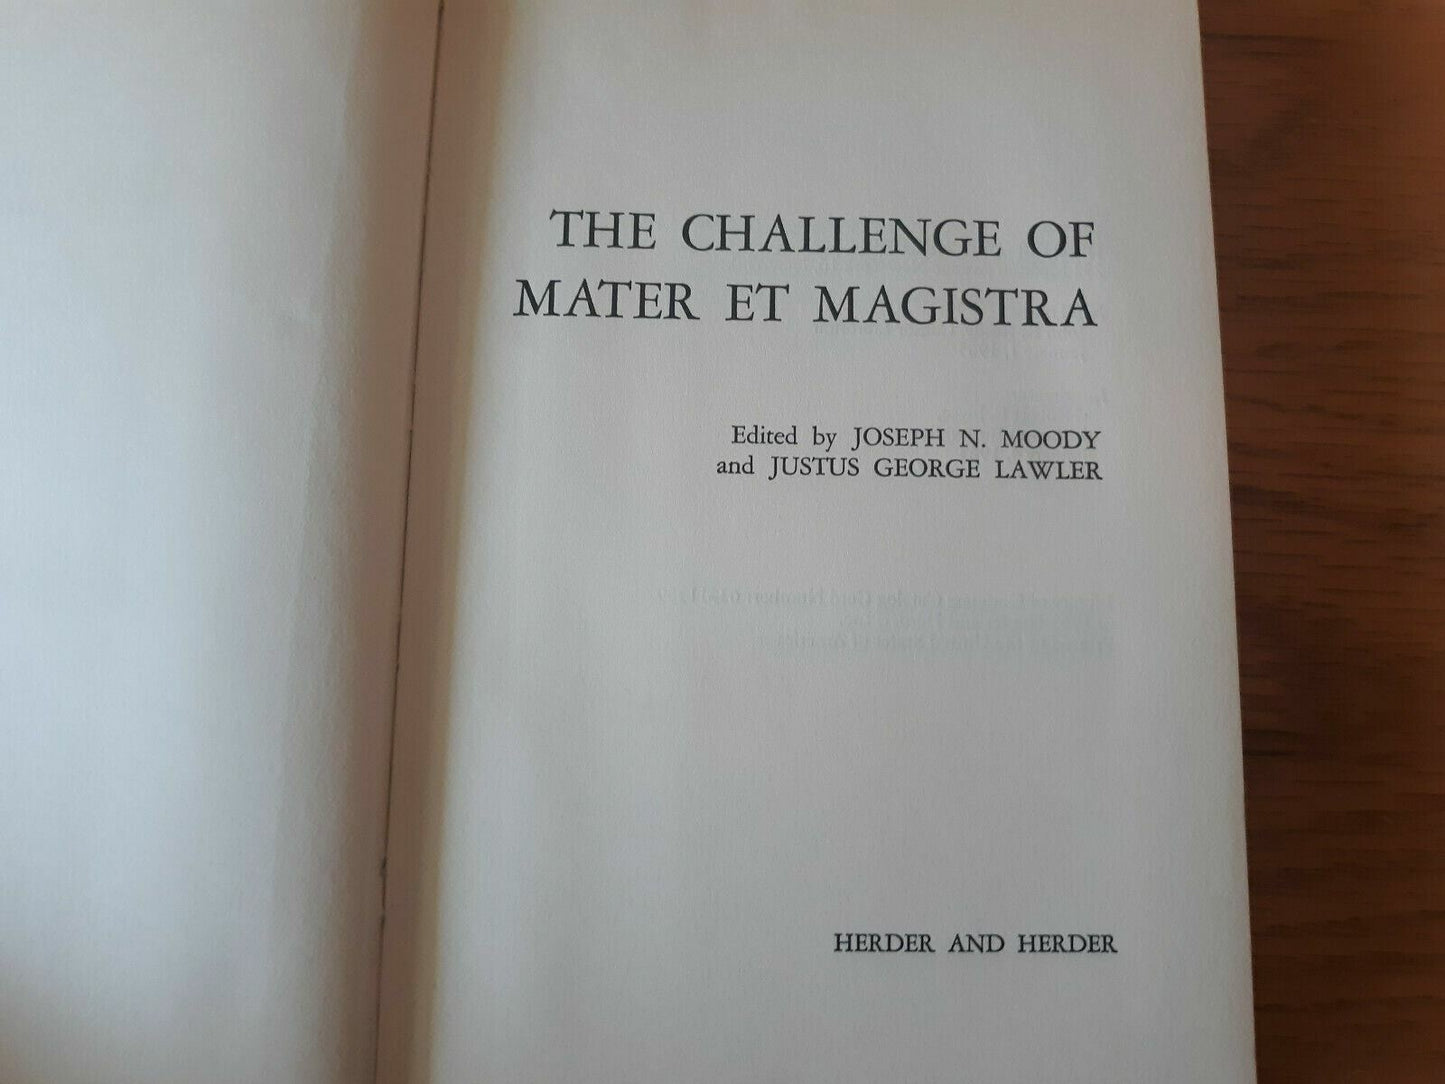 THE CHALLENGE OF
MATER ET MAGISTRA
Edited by JOSEPH N. MOODY
and JUSTUS GEORGE LAWLER
HERDER AND HERDER